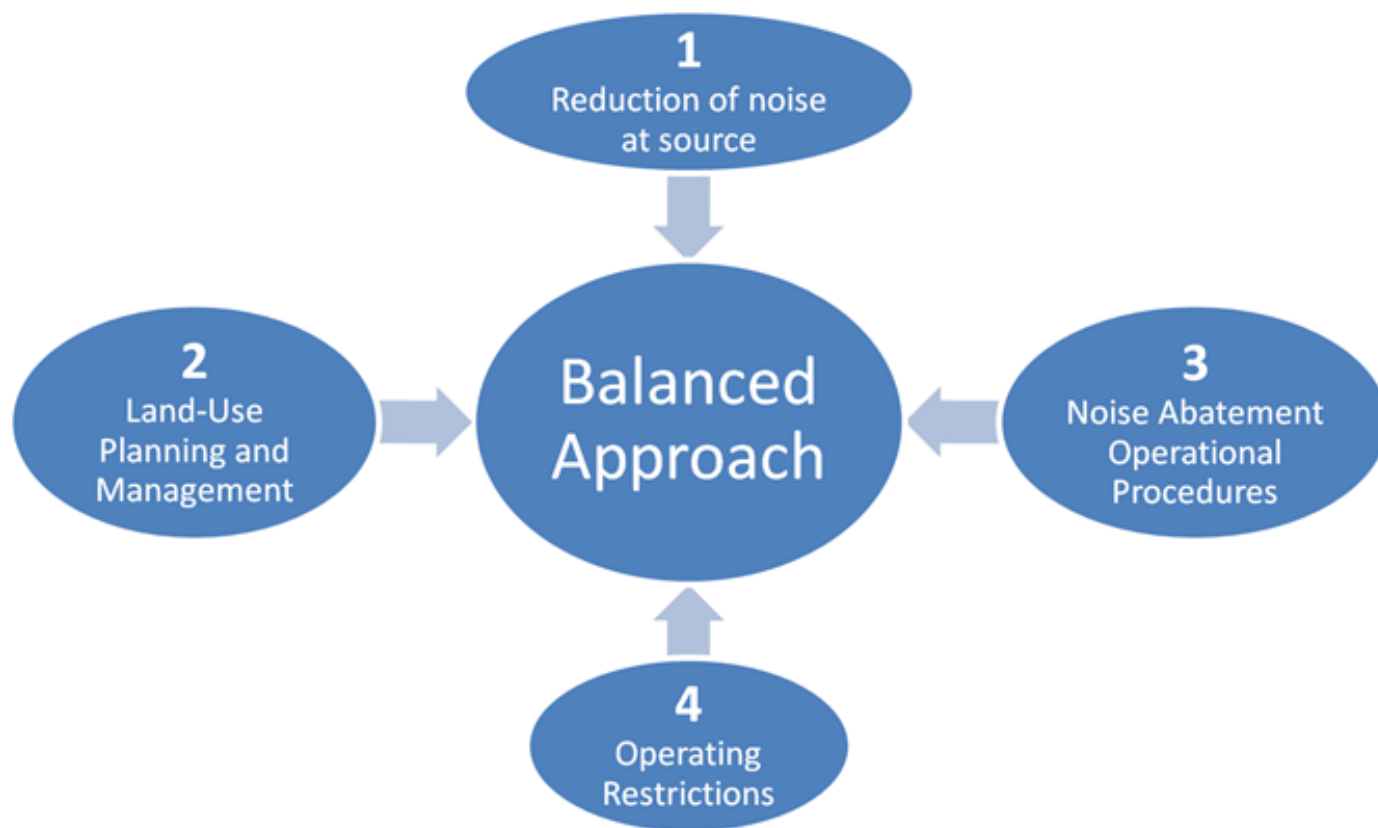 1
Reduction of noise
at source
2
Land-Use
Planning and
Management
Balanced
Approach
3
Noise Abatement
Operational
Procedures
4
Operating
Restrictions